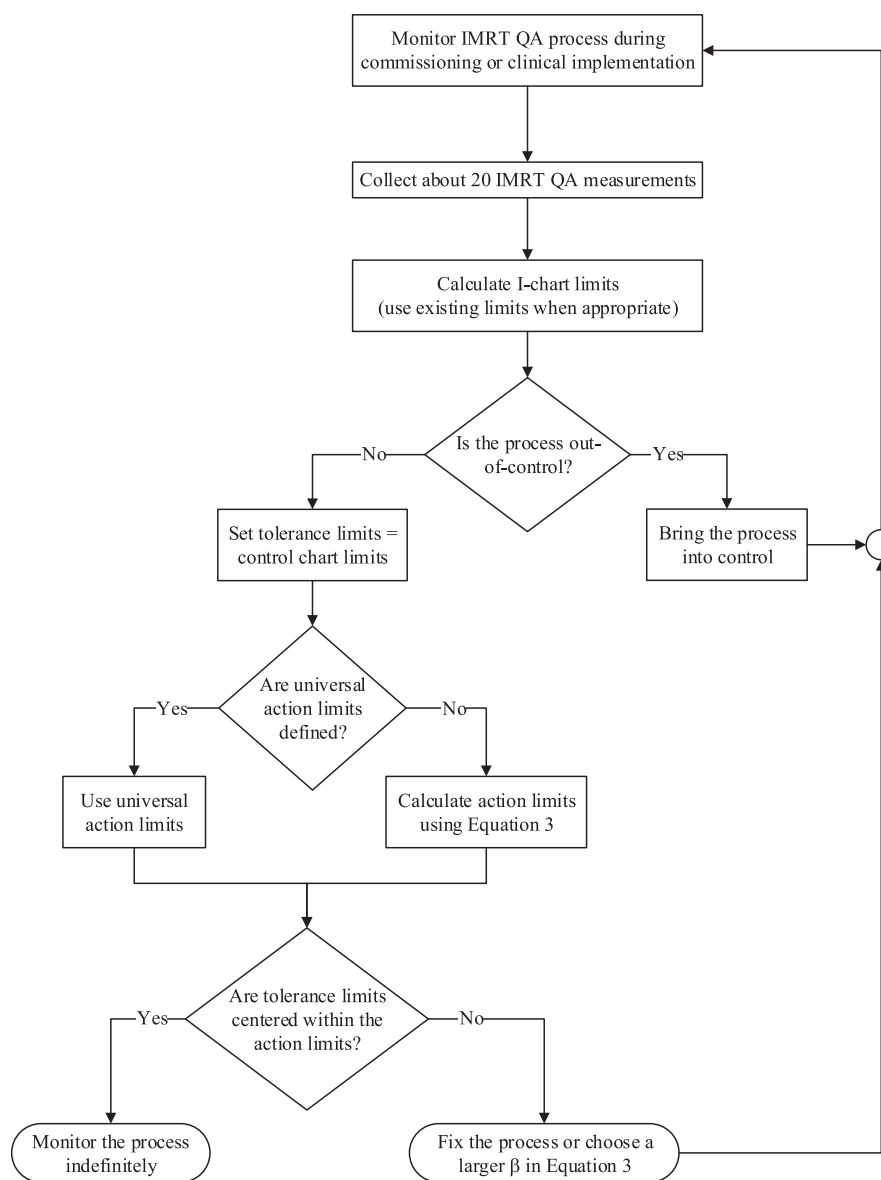 Monitor IMRT QA process during
commissioning or clinical implementation
Collect about 20 IMRT QA measurements
Calculate I-chart limits
(use existing limits when appropriate)
Is the process out-
of-control?
No
Yes
Set tolerance limits =
control chart limits
Bring the process
into control
Are universal
action limits
defined?
Yes
No
Use universal
action limits
Calculate action limits
using Equation 3
Are tolerance limits
centered within the
action limits?
Yes
No
Monitor the process
indefinitely
Fix the process or choose a
larger β in Equation 3